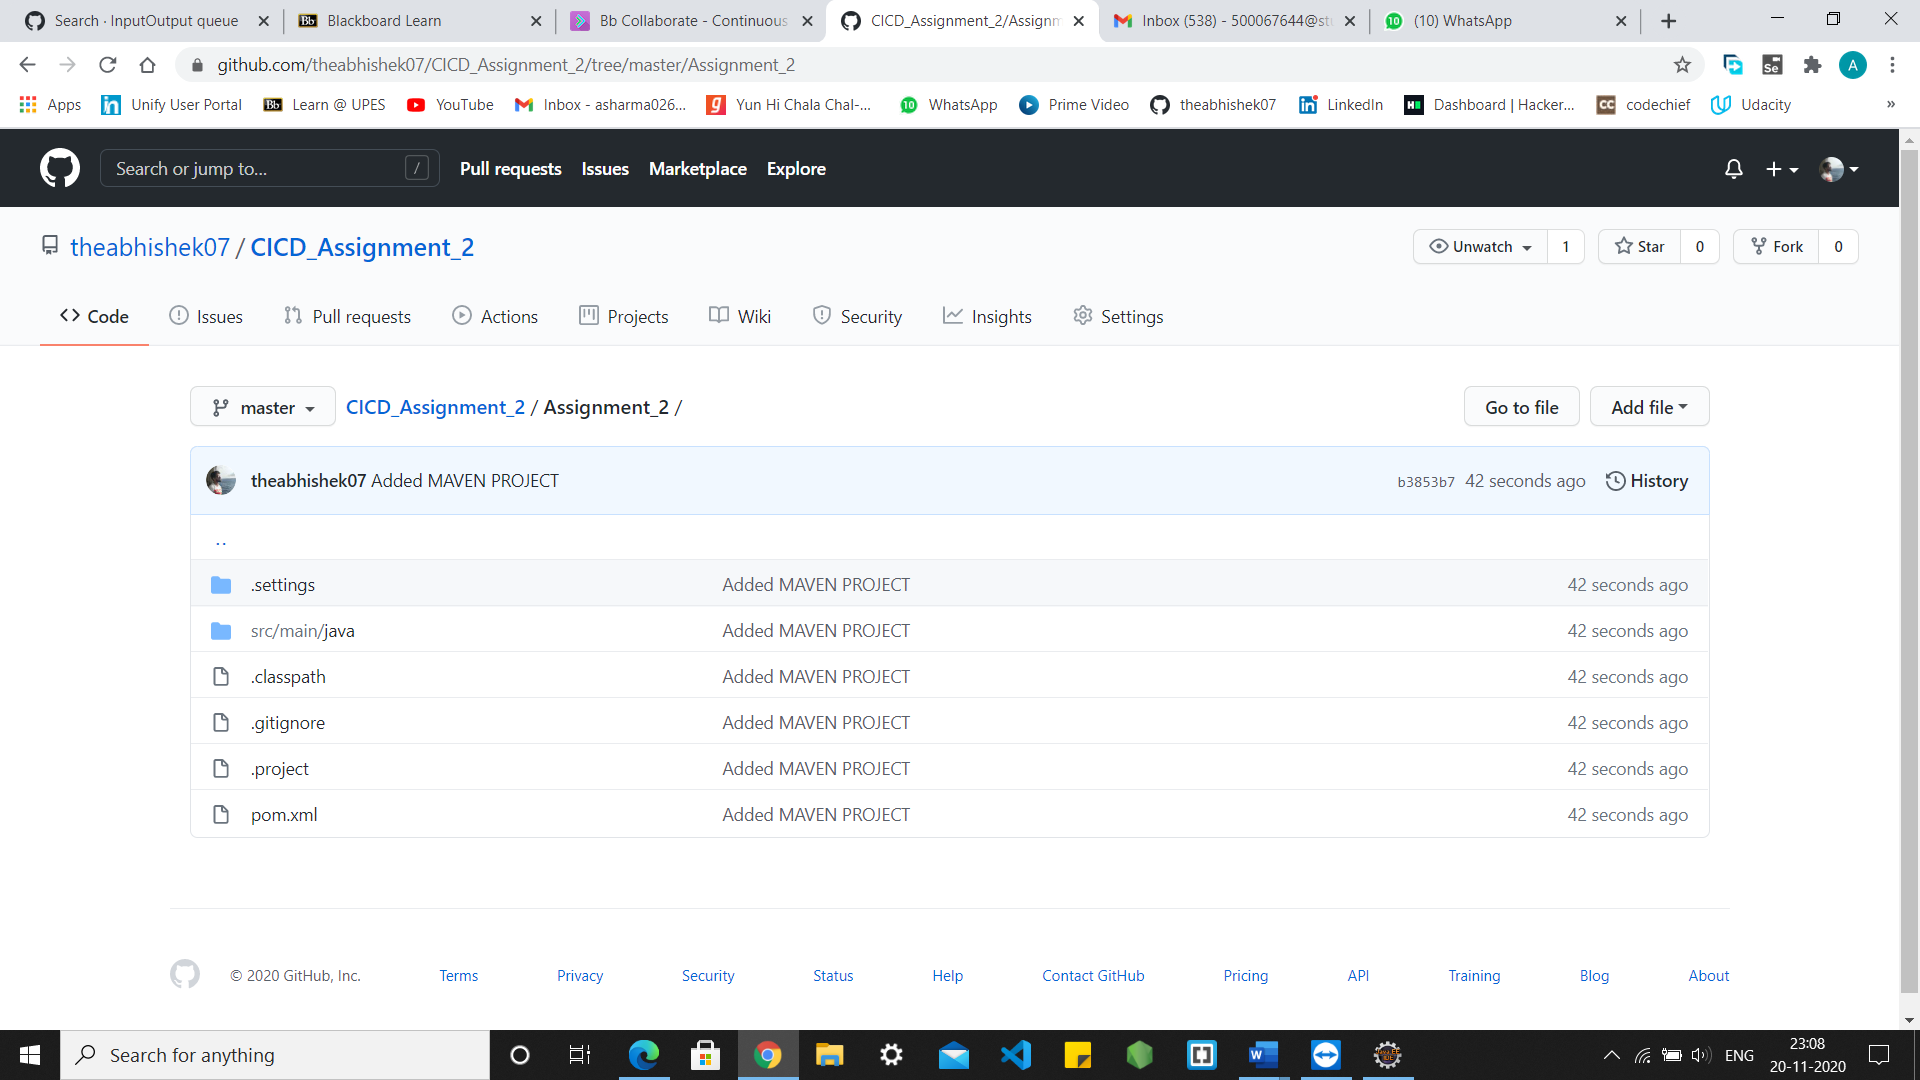 Search · InputOutput queue
Blackboard Learn
Bb Collaborate - Continuous
CICD_Assignment_2/Assignm
Inbox (538) - 500067644@st
(10) WhatsApp
github.com/theabhishek07/CICD_Assignment_2/tree/master/Assignment_2
A
Apps
Unify User Portal
Bb Learn @ UPES
YouTube
Inbox - asharma026...
Yun Hi Chala Chal-...
WhatsApp
Prime Video
theabhishek07
LinkedIn
Dashboard | Hacker...
CC codechief
Udacity
»
Search or jump to...
/
Pull requests
Issues
Marketplace
Explore
theabhishek07 / CICD_Assignment_2
Unwatch 1
Star 0
Fork 0
Code
Issues
Pull requests
Actions
Projects
Wiki
Security
Insights
Settings
master
CICD_Assignment_2 / Assignment_2 /
Go to file
Add file
theabhishek07 Added MAVEN PROJECT
b3853b7 42 seconds ago
History
..
.settings Added MAVEN PROJECT 42 seconds ago
src/main/java Added MAVEN PROJECT 42 seconds ago
.classpath Added MAVEN PROJECT 42 seconds ago
.gitignore Added MAVEN PROJECT 42 seconds ago
.project Added MAVEN PROJECT 42 seconds ago
pom.xml Added MAVEN PROJECT 42 seconds ago
© 2020 GitHub, Inc.
Terms
Privacy
Security
Status
Help
Contact GitHub
Pricing
API
Training
Blog
About
Search for anything
ENG
23:08
20-11-2020